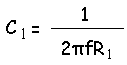 C₁ = 1 / 2πfR₁